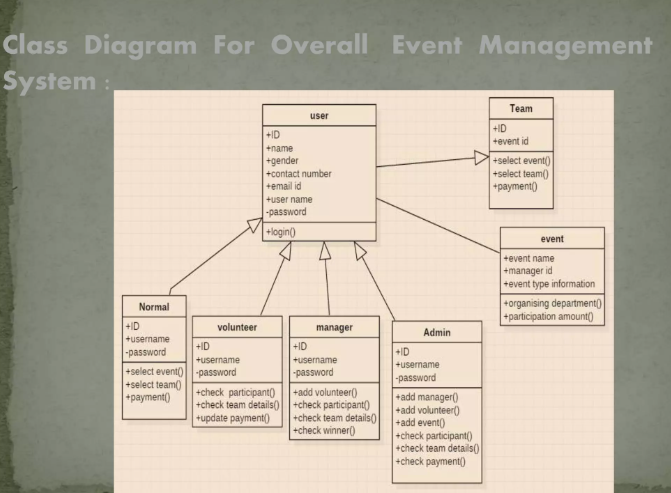 Class Diagram For Overall Event Management
System :
user
+ID
+name
+gender
+contact number
+email id
+user name
-password
+login()
Team
+ID
+event id
+select event()
+select team()
+payment()
event
+event name
+manager id
+event type information
+organising department()
+participation amount()
Normal
+ID
+username
-password
+select event()
+select team()
+payment()
volunteer
+ID
+username
-password
+check participant()
+check team details()
+update payment()
manager
+ID
+username
-password
+add volunteer()
+check participant()
+check team details()
+check winner()
Admin
+ID
+username
-password
+add manager()
+add volunteer()
+add event()
+check participant()
+check team details()
+check payment()